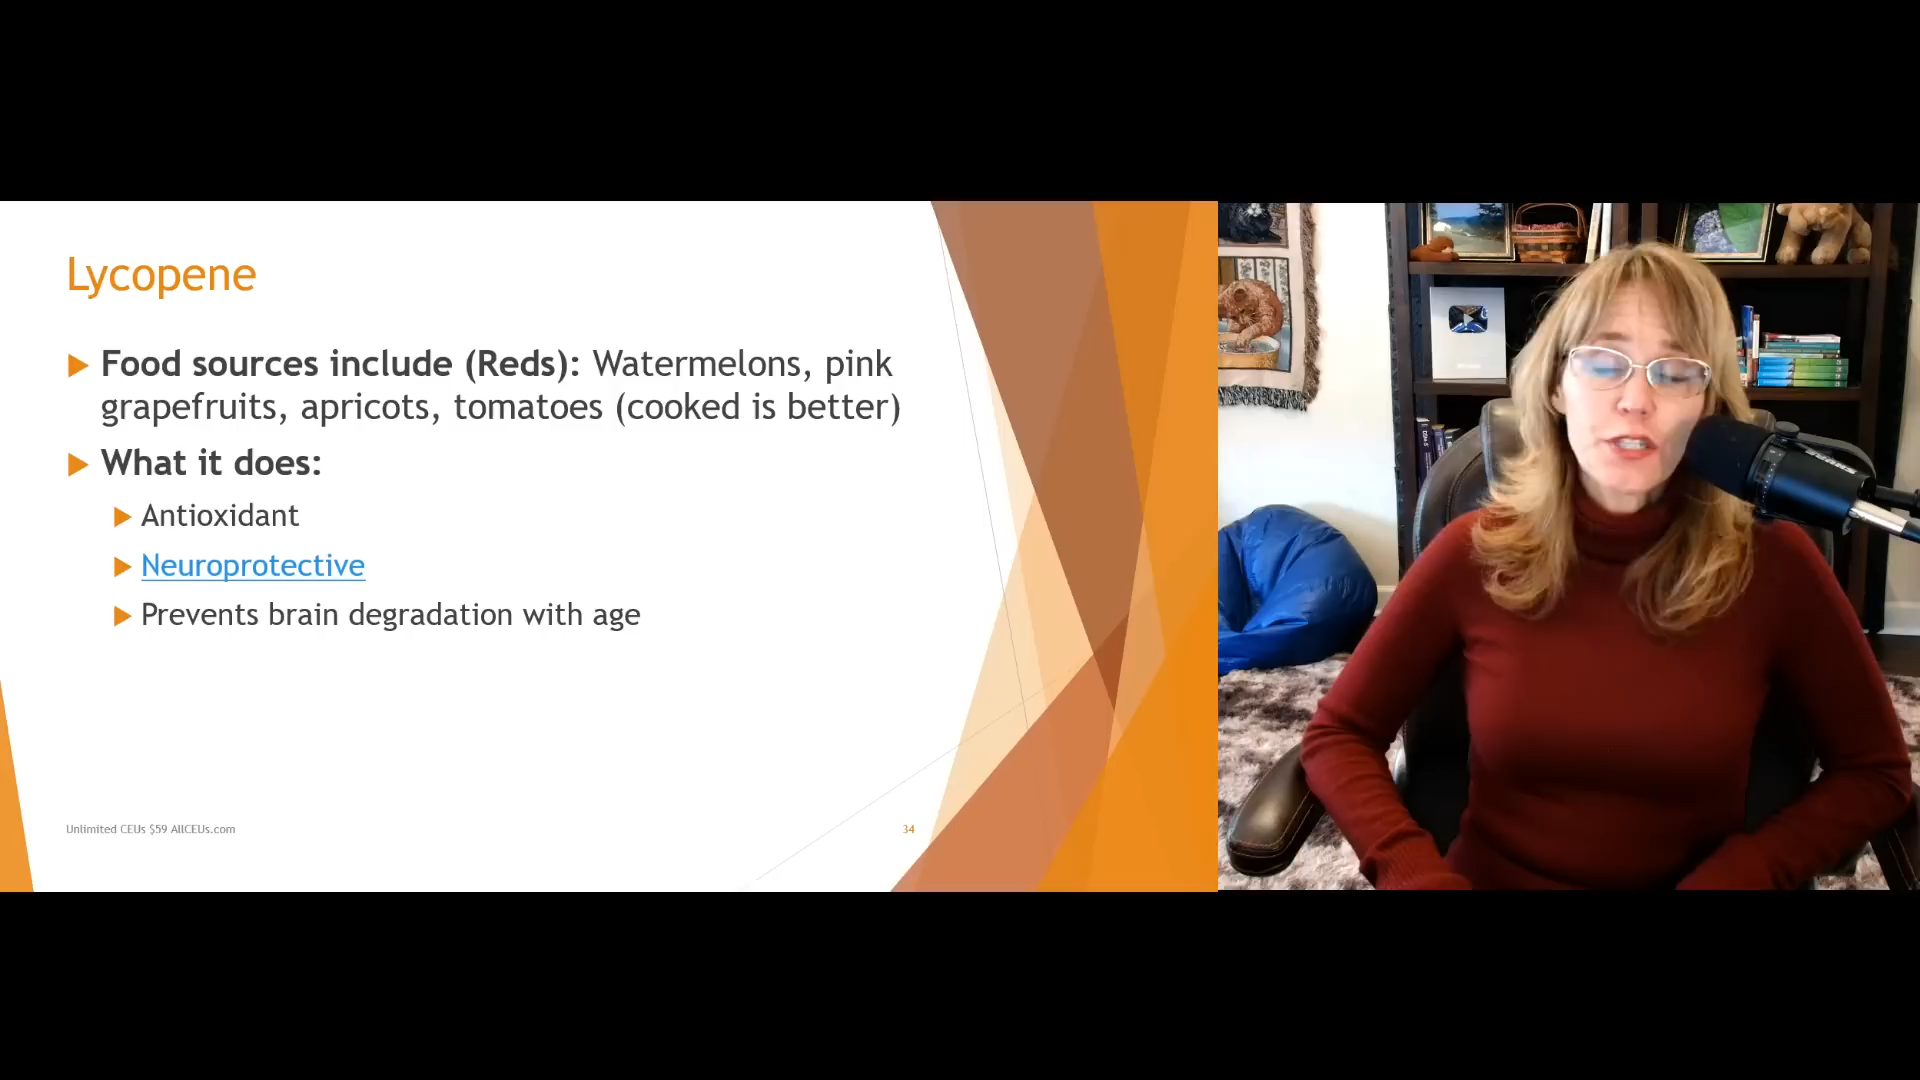 Lycopene
Food sources include (Reds): Watermelons, pink
grapefruits, apricots, tomatoes (cooked is better)
What it does:
Antioxidant
Neuroprotective
Prevents brain degradation with age
Unlimited CEUs $59 AllCEUs.com
34